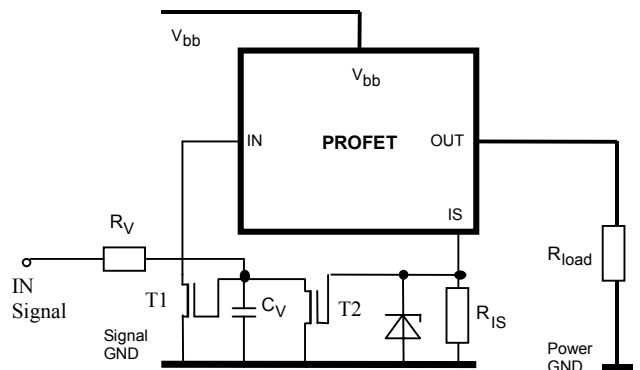 V_bb
V_bb
IN
PROFET
OUT
IS
R_V
R_load
IN
Signal
T1
C_V
T2
R_IS
Signal
GND
Power
GND